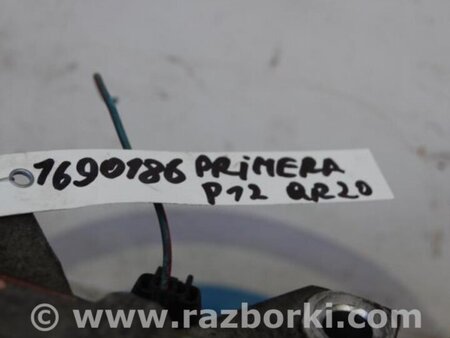 1690186 PRIMERA
P12 QR20
www.razborki.com